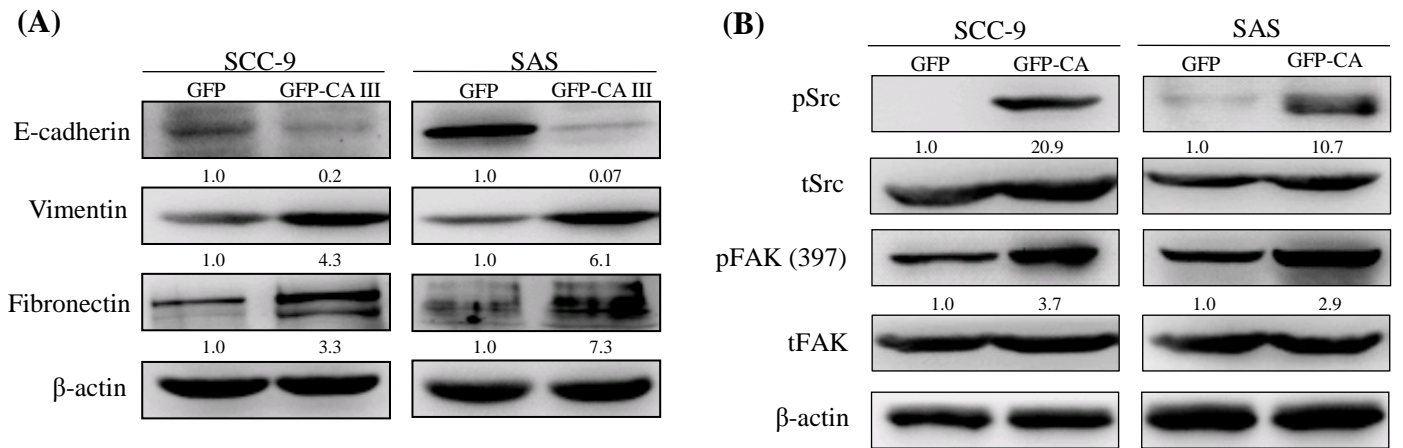 (A)
SCC-9 SAS
GFP GFP-CA III GFP GFP-CA III
E-cadherin
1.0 0.2 1.0 0.07
Vimentin
1.0 4.3 1.0 6.1
Fibronectin
1.0 3.3 1.0 7.3
β-actin
(B)
SCC-9 SAS
GFP GFP-CA GFP GFP-CA
pSrc
1.0 20.9 1.0 10.7
tSrc
pFAK (397)
1.0 3.7 1.0 2.9
tFAK
β-actin